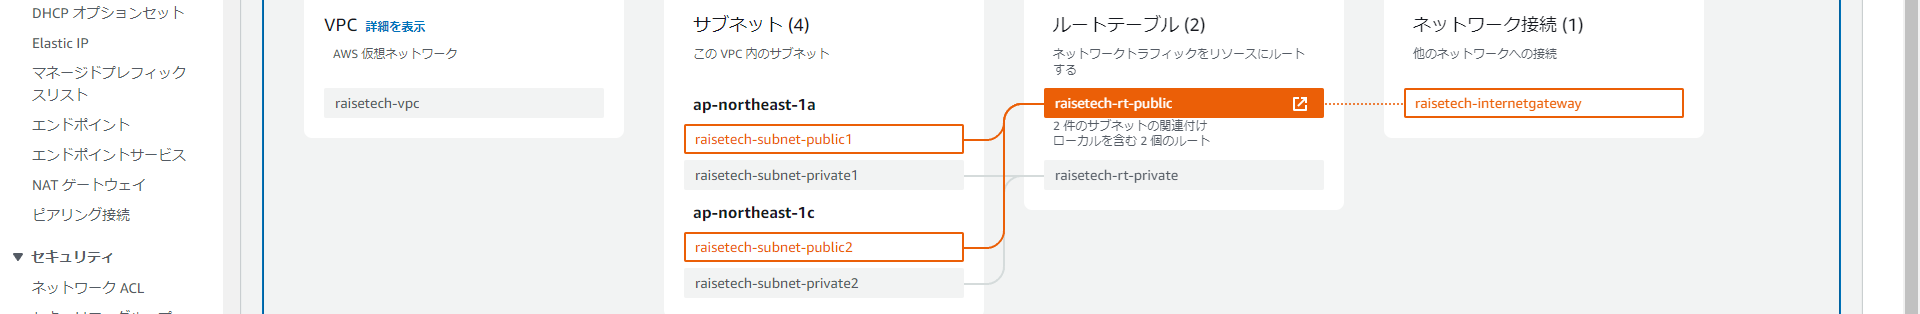 DHCP オプションセット
Elastic IP
マネージドプレフィック
スリスト
エンドポイント
エンドポイントサービス
NAT ゲートウェイ
ピアリング接続
セキュリティ
ネットワーク ACL
VPC 詳細を表示
AWS 仮想ネットワーク
raisetech-vpc
サブネット (4)
この VPC 内のサブネット
ap-northeast-1a
raisetech-subnet-public1
raisetech-subnet-private1
ap-northeast-1c
raisetech-subnet-public2
raisetech-subnet-private2
ルートテーブル (2)
ネットワークトラフィックをリソースにルート
する
raisetech-rt-public
2 件のサブネットの関連付け
ローカルを含む 2 個のルート
raisetech-rt-private
ネットワーク接続 (1)
他のネットワークへの接続
raisetech-internetgateway